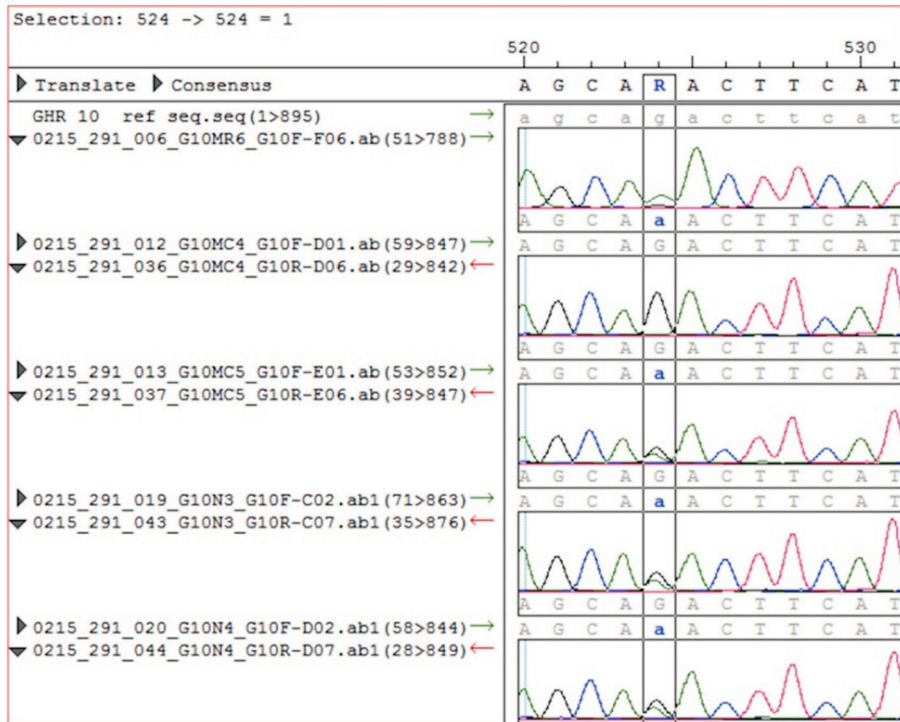 Selection: 524 -> 524 = 1
520 530
Translate Consensus A G C A R A C T T C A T
GHR 10 ref seq.seq(1>895) → a g c a g a c t t c a t
0215_291_006_G10MR6_G10F-F06.ab(51>788) →
A G C A a A C T T C A T
0215_291_012_G10MC4_G10F-D01.ab(59>847) → A G C A G A C T T C A T
0215_291_036_G10MC4_G10R-D06.ab(29>842) ←
A G C A G A C T T C A T
0215_291_013_G10MC5_G10F-E01.ab(53>852) → A G C A a A C T T C A T
0215_291_037_G10MC5_G10R-E06.ab(39>847) ←
A G C A G A C T T C A T
0215_291_019_G10N3_G10F-C02.ab1(71>863) → A G C A a A C T T C A T
0215_291_043_G10N3_G10R-C07.ab1(35>876) ←
A G C A G A C T T C A T
0215_291_020_G10N4_G10F-D02.ab1(58>844) → A G C A a A C T T C A T
0215_291_044_G10N4_G10R-D07.ab1(28>849) ←